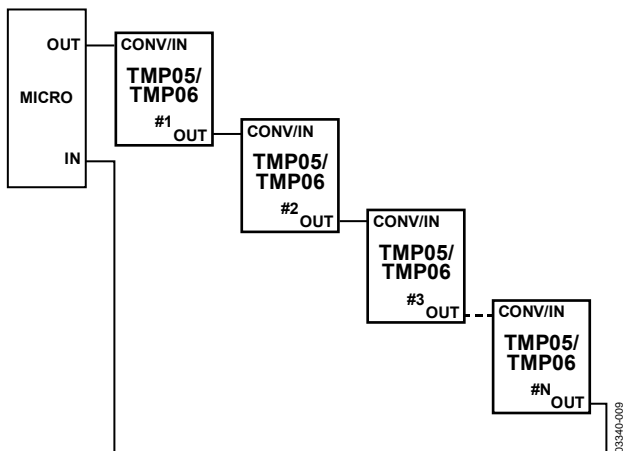 OUT
MICRO
IN
CONV/IN
TMP05/
TMP06
#1
OUT
CONV/IN
TMP05/
TMP06
#2
OUT
CONV/IN
TMP05/
TMP06
#3
OUT
CONV/IN
TMP05/
TMP06
#N
OUT
03340-009